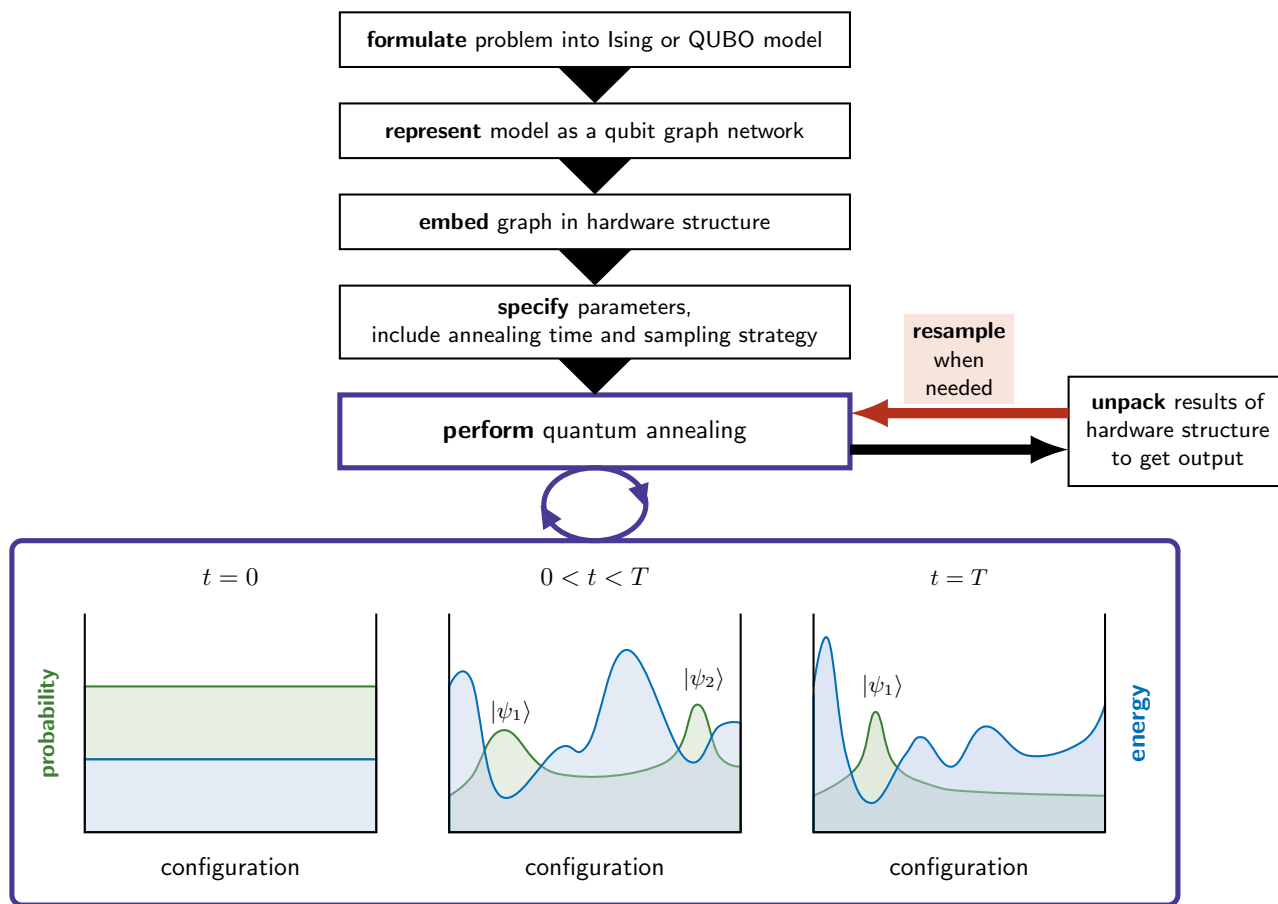 formulate problem into Ising or QUBO model
represent model as a qubit graph network
embed graph in hardware structure
specify parameters,
include annealing time and sampling strategy
perform quantum annealing
resample
when
needed
unpack results of
hardware structure
to get output
t = 0
0 < t < T
t = T
probability
|ψ₁⟩
|ψ₂⟩
|ψ₁⟩
energy
configuration
configuration
configuration